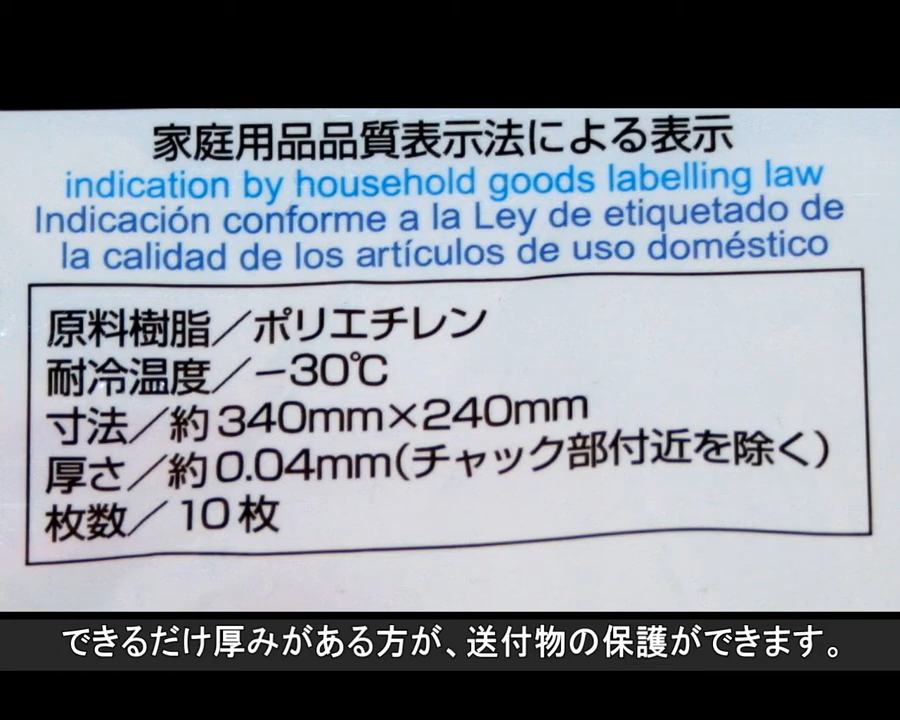 家庭用品品質表示法による表示
indication by household goods labelling law
Indicación conforme a la Ley de etiquetado de
la calidad de los artículos de uso doméstico
原料樹脂／ポリエチレン
耐冷温度／−30℃
寸法／約340mm×240mm
厚さ／約0.04mm(チャック部付近を除く)
枚数／10枚
できるだけ厚みがある方が、送付物の保護ができます。